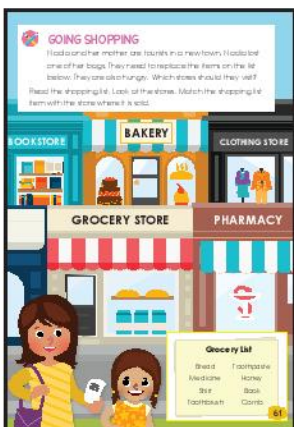 GOING SHOPPING
Nadia and her mother are tourists in a new town. Nadia lost
one of her bags. They need to replace the items on the list
below. They are also hungry. Which stores should they visit?
Read the shopping list. Look at the stores. Match the shopping list
item with the store where it is sold.
BOOKSTORE
BAKERY
CLOTHING STORE
GROCERY STORE
PHARMACY
Grocery List
Bread Toothpaste
Medicine Honey
Shirt Book
Toothbrush Comb
61